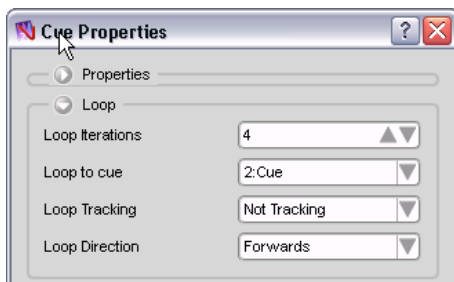 Cue Properties ?
Properties
Loop
Loop Iterations 4
Loop to cue 2:Cue
Loop Tracking Not Tracking
Loop Direction Forwards